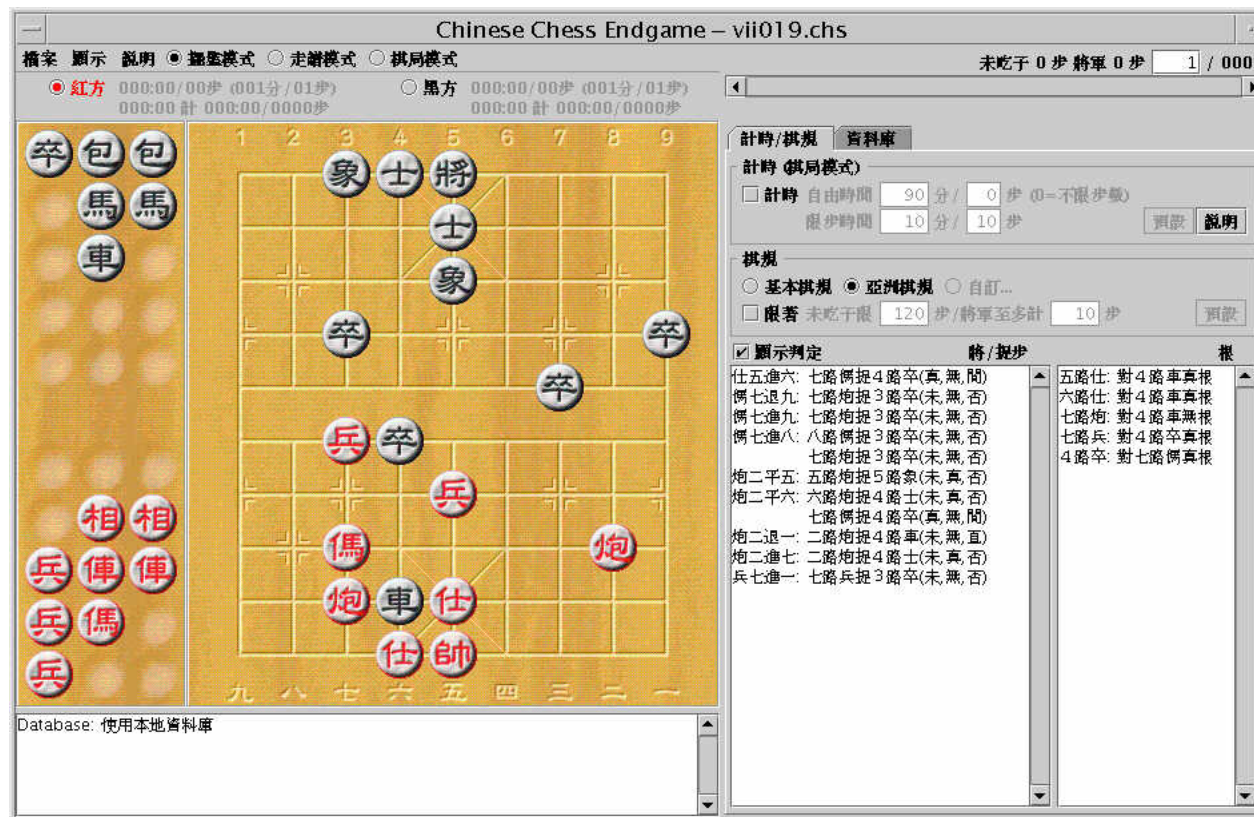 Chinese Chess Endgame – vii019.chs
檔案 顯示 說明 擺盤模式 走譜模式 棋局模式
未吃子 0 步 將軍 0 步 1 / 000
紅方 000:00/00步 (001分/01步) 黑方 000:00/00步 (001分/01步)
000:00 計 000:00/0000步 000:00 計 000:00/0000步
計時/棋規 資料庫
計時 (棋局模式)
計時 自由時間 90 分/ 0 步 (0=不限步數)
限步時間 10 分/ 10 步 預設 說明
棋規
基本棋規 亞洲棋規 自訂...
限著 未吃子限 120 步/將軍至多計 10 步 預設
顯示判定 將/捉步 根
仕五進六: 七路傌捉4路卒(真,無,間)
傌七退九: 七路炮捉3路卒(未,無,否)
傌七進九: 七路炮捉3路卒(未,無,否)
傌七進八: 八路傌捉3路卒(未,無,否)
七路炮捉3路卒(未,無,否)
炮二平五: 五路炮捉5路象(未,真,否)
炮二平六: 六路炮捉4路士(未,真,否)
七路傌捉4路卒(真,無,間)
炮二退一: 二路炮捉4路車(未,無,直)
炮二進七: 二路炮捉4路士(未,真,否)
兵七進一: 七路兵捉3路卒(未,無,否)
五路仕: 對4路車真根
六路仕: 對4路車真根
七路炮: 對4路車無根
七路兵: 對4路卒真根
4路卒: 對七路傌真根
卒 包 包
馬 馬
車
相 相
兵 俥 俥
兵 傌
兵
1 2 3 4 5 6 7 8 9
象 士 將
士
象
卒 卒
卒
兵 卒
兵
傌 炮
炮 車 仕
仕 帥
九 八 七 六 五 四 三 二 一
Database: 使用本地資料庫